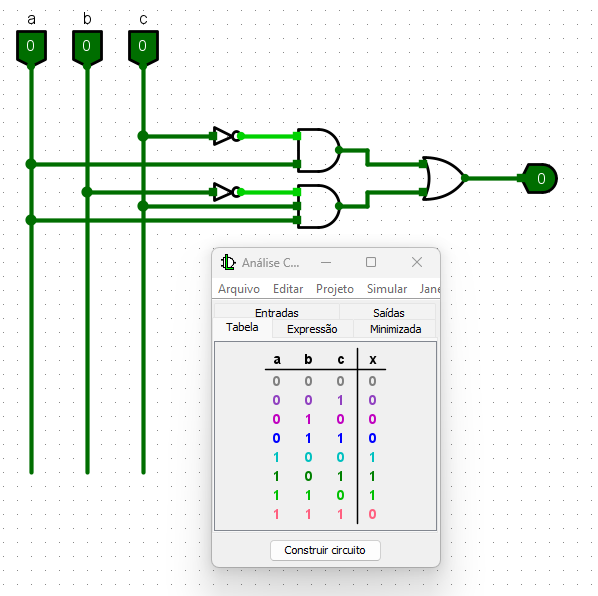 a b c
0 0 0
0
Análise C...
Arquivo Editar Projeto Simular Jane
Entradas Saídas
Tabela Expressão Minimizada
a b c x
0 0 0 0
0 0 1 0
0 1 0 0
0 1 1 0
1 0 0 1
1 0 1 1
1 1 0 1
1 1 1 0
Construir circuito